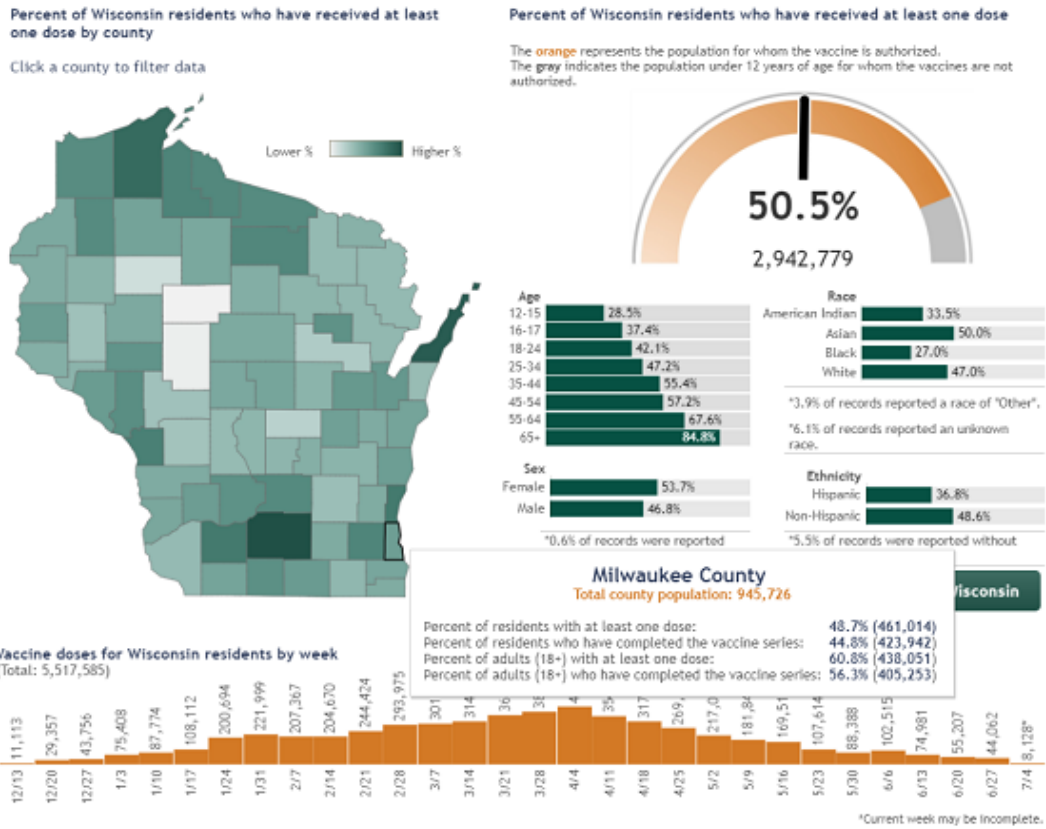 Percent of Wisconsin residents who have received at least
one dose by county
Click a county to filter data
Lower %
Higher %
Percent of Wisconsin residents who have received at least one dose
The orange represents the population for whom the vaccine is authorized.
The gray indicates the population under 12 years of age for whom the vaccines are not
authorized.
50.5%
2,942,779
Age
12-15 28.5%
16-17 37.4%
18-24 42.1%
25-34 47.2%
35-44 55.4%
45-54 57.2%
55-64 67.6%
65+ 84.8%
Sex
Female 53.7%
Male 46.8%
*0.6% of records were reported
Race
American Indian 33.5%
Asian 50.0%
Black 27.0%
White 47.0%
*3.9% of records reported a race of "Other".
*6.1% of records reported an unknown
race.
Ethnicity
Hispanic 36.8%
Non-Hispanic 48.6%
*5.5% of records were reported without
isconsin
Milwaukee County
Total county population: 945,726
Percent of residents with at least one dose: 48.7% (461,014)
Percent of residents who have completed the vaccine series: 44.8% (423,942)
Percent of adults (18+) with at least one dose: 60.8% (438,051)
Percent of adults (18+) who have completed the vaccine series: 56.3% (405,253)
Vaccine doses for Wisconsin residents by week
(Total: 5,517,585)
11,113
29,357
43,756
75,408
87,774
108,112
200,694
221,999
207,367
204,670
244,424
293,975
301
314
36
38
44
35
317
269,
217,0
181,84
169,51
107,614
88,388
102,515
74,981
55,207
44,062
8,128*
12/13
12/20
12/27
1/3
1/10
1/17
1/24
1/31
2/7
2/14
2/21
2/28
3/7
3/14
3/21
3/28
4/4
4/11
4/18
4/25
5/2
5/9
5/16
5/23
5/30
6/6
6/13
6/20
6/27
7/4
*Current week may be incomplete.